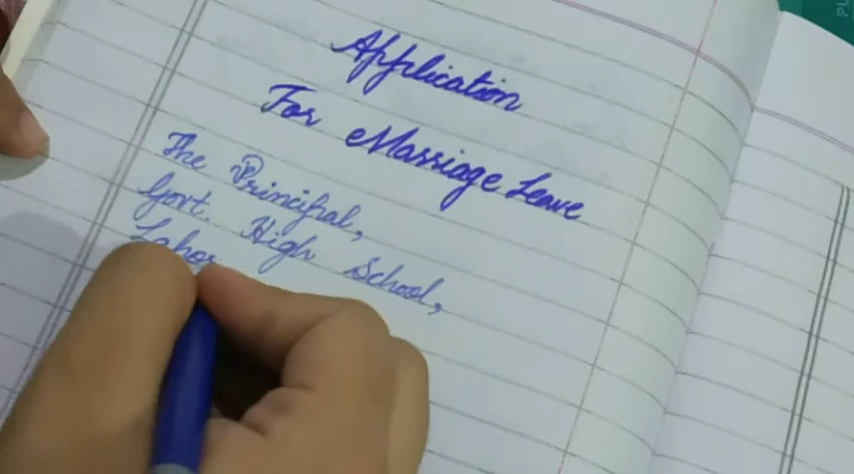 Application
For Marriage Leave
The Principal,
Govt. High School,
Lahor